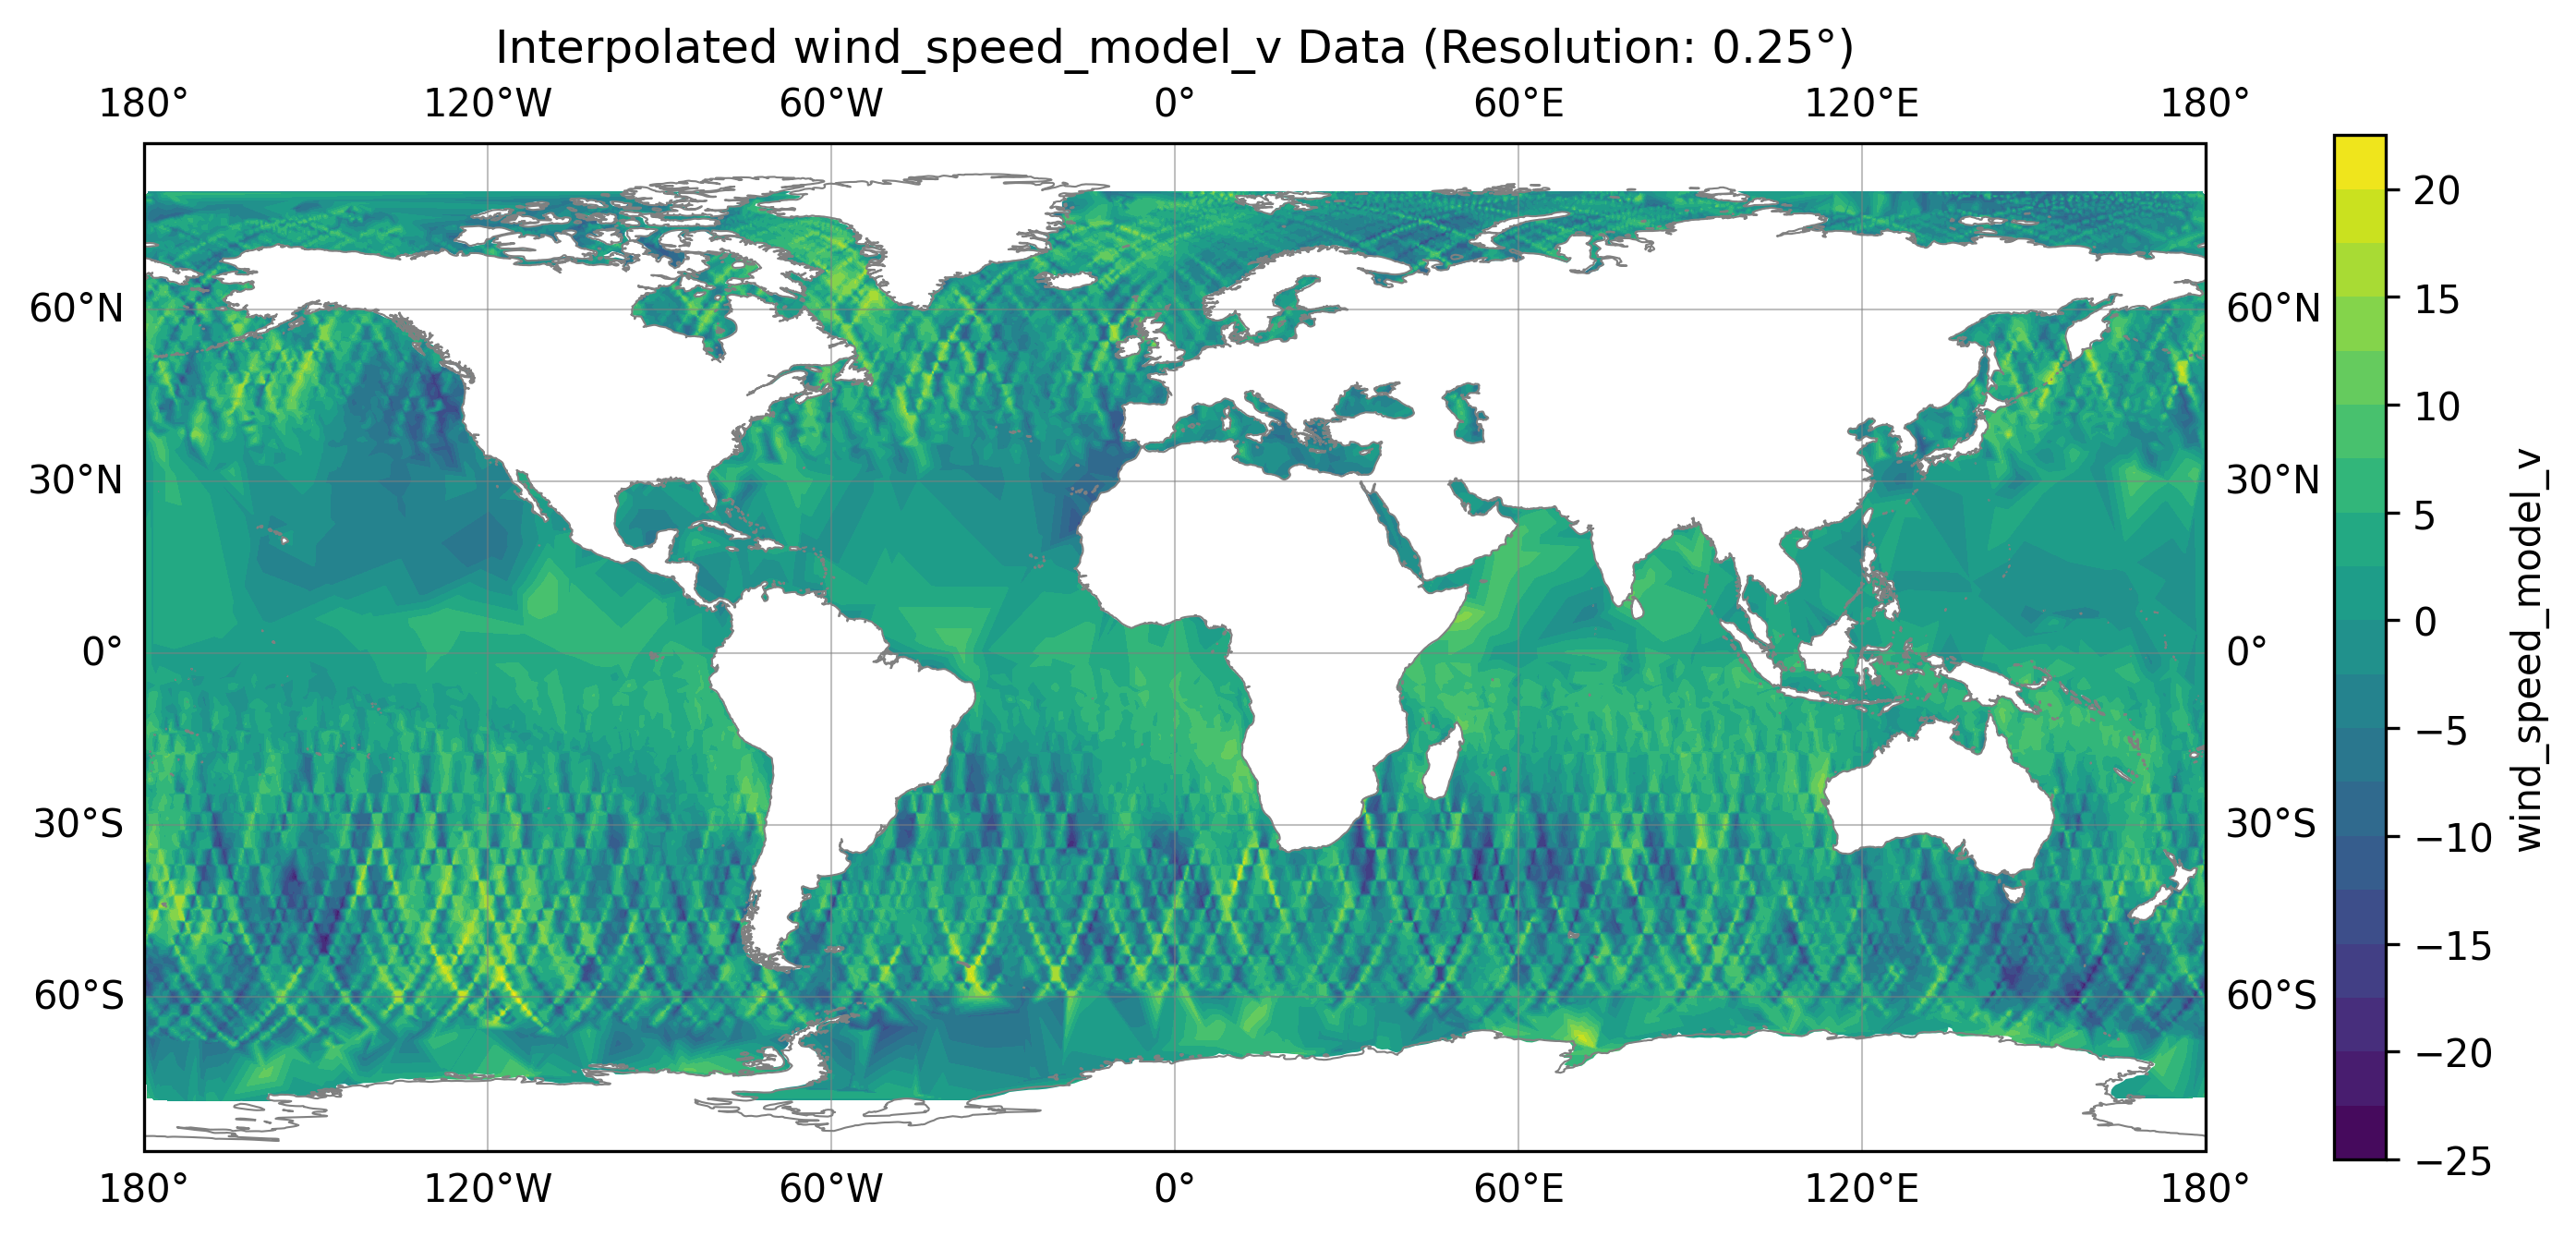 Interpolated wind_speed_model_v Data (Resolution: 0.25°)
180° 120°W 60°W 0° 60°E 120°E 180°
60°N 60°N
30°N 30°N
0° 0°
30°S 30°S
60°S 60°S
180° 120°W 60°W 0° 60°E 120°E 180°
20
15
10
5
0
−5
−10
−15
−20
−25
wind_speed_model_v